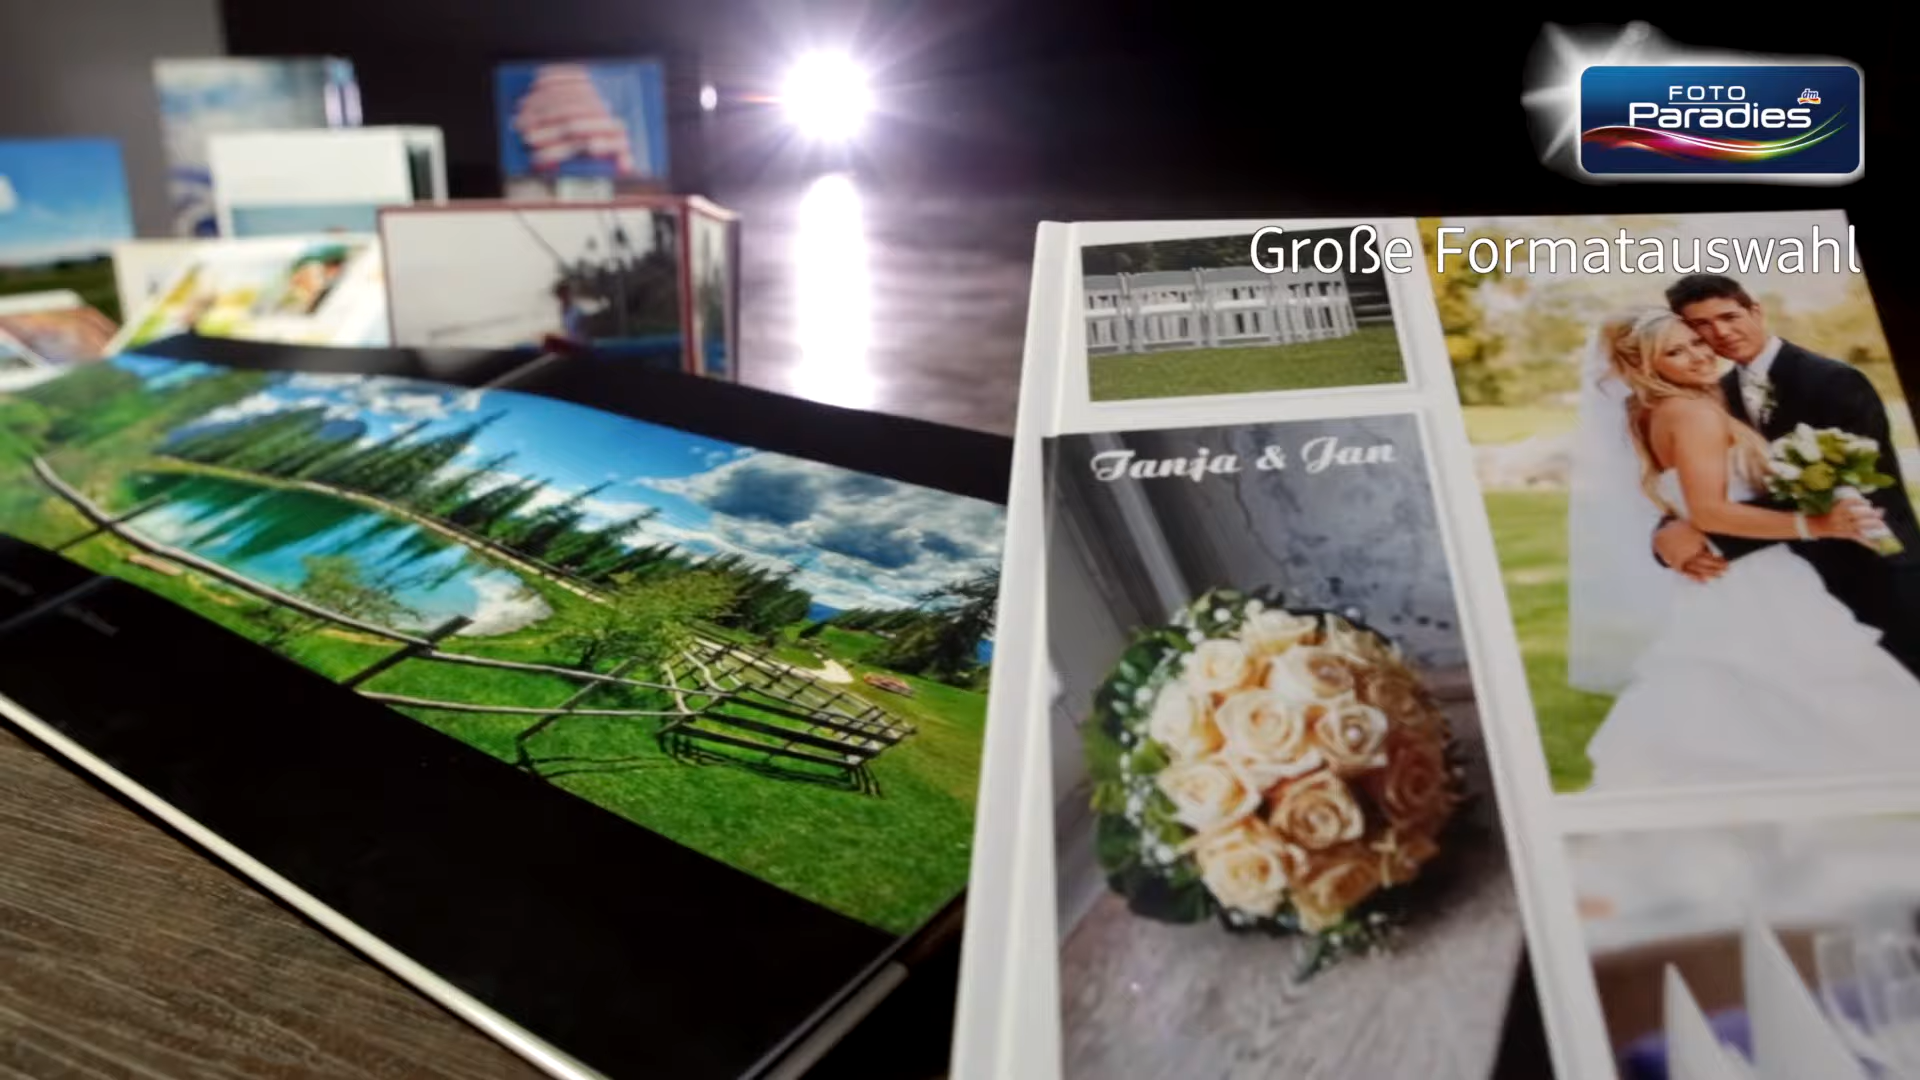 FOTO
Paradies
dm
Große Formatauswahl
Tanja & Jan